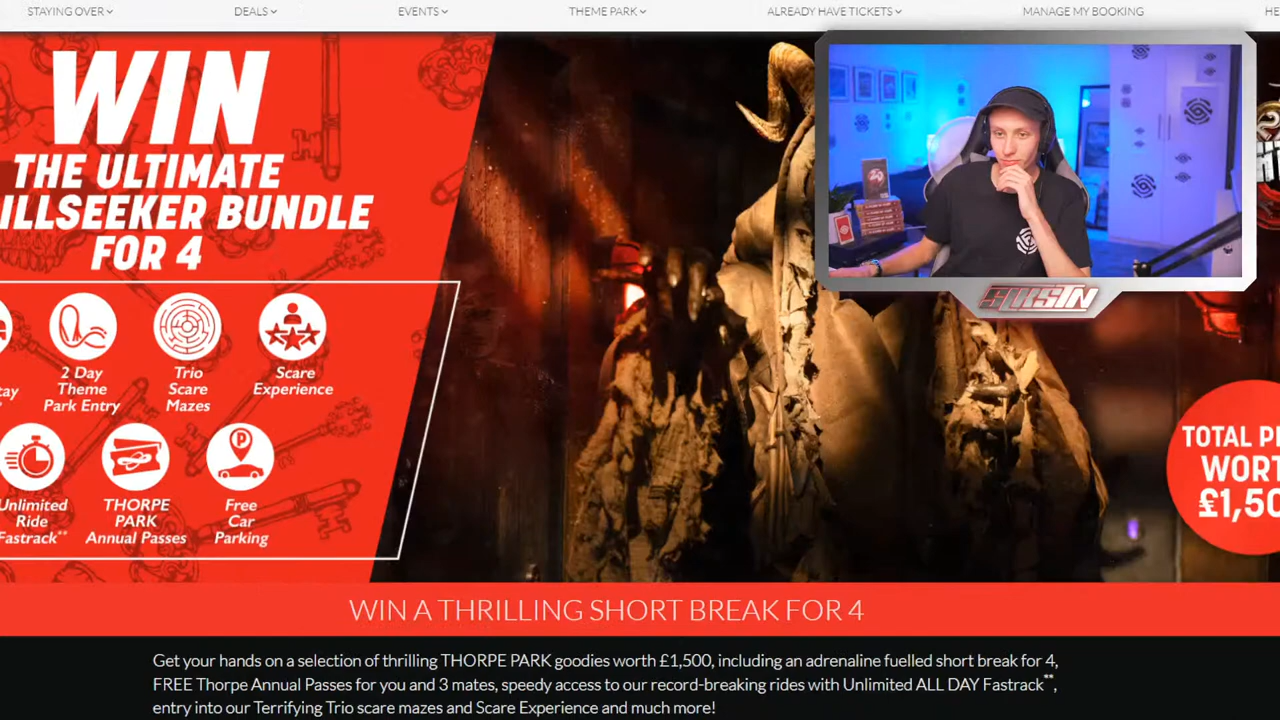 STAYING OVER
DEALS
EVENTS
THEME PARK
ALREADY HAVE TICKETS
MANAGE MY BOOKING
HE
WIN
THE ULTIMATE
ILLSEEKER BUNDLE
FOR 4
tay
2 Day
Theme
Park Entry
Trio
Scare
Mazes
Scare
Experience
Unlimited
Ride
Fastrack**
THORPE
PARK
Annual Passes
Free
Car
Parking
TOTAL P
WORT
£1,50
WIN A THRILLING SHORT BREAK FOR 4
Get your hands on a selection of thrilling THORPE PARK goodies worth £1,500, including an adrenaline fuelled short break for 4,
FREE Thorpe Annual Passes for you and 3 mates, speedy access to our record-breaking rides with Unlimited ALL DAY Fastrack**,
entry into our Terrifying Trio scare mazes and Scare Experience and much more!